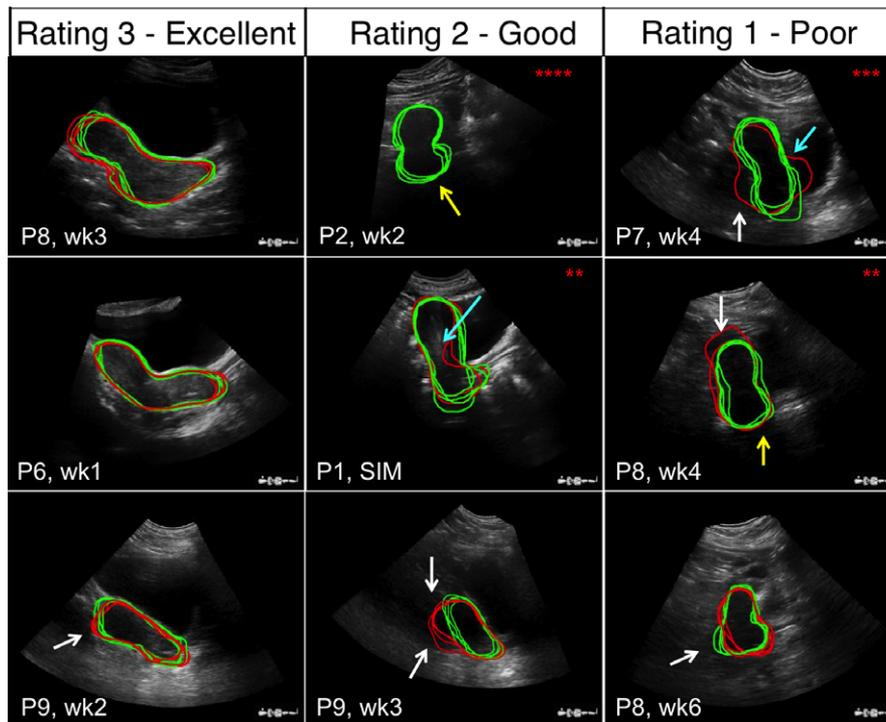 Rating 3 - Excellent
Rating 2 - Good
Rating 1 - Poor
****
***
P8, wk3
P2, wk2
P7, wk4
**
**
P6, wk1
P1, SIM
P8, wk4
P9, wk2
P9, wk3
P8, wk6